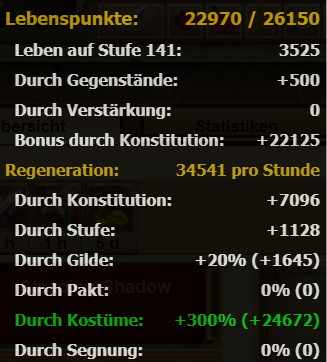 Lebenspunkte: 22970 / 26150
Leben auf Stufe 141: 3525
Durch Gegenstände: +500
Durch Verstärkung: 0
Bonus durch Konstitution: +22125
Regeneration: 34541 pro Stunde
Durch Konstitution: +7096
Durch Stufe: +1128
Durch Gilde: +20% (+1645)
Durch Pakt: 0% (0)
Durch Kostüme: +300% (+24672)
Durch Segnung: 0% (0)
Statistiken
Shadow